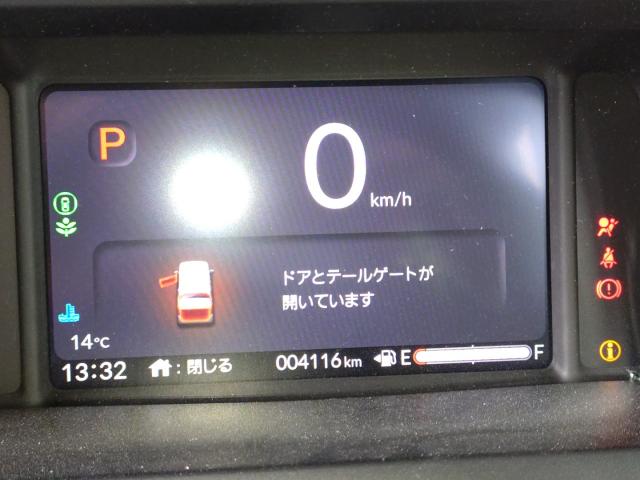 P
0
km/h
ドアとテールゲートが
開いています
14℃
13:32
:閉じる
004116km
E
F